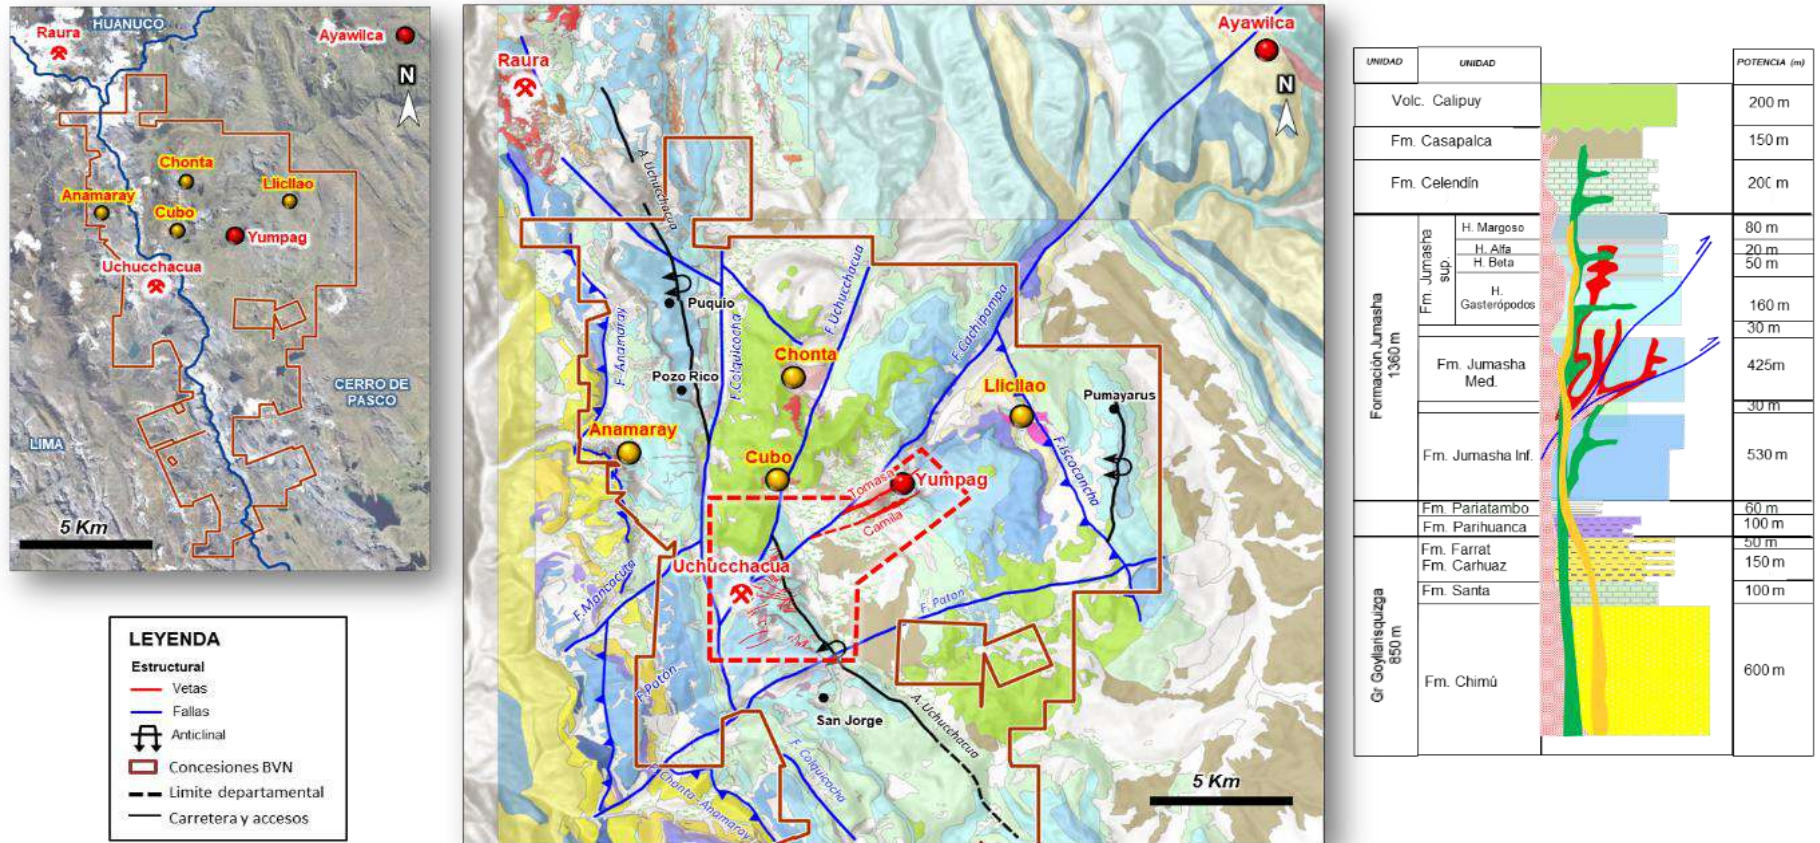 HUANUCO
Raura
Ayawilca
N
Chonta
Anamaray
Llicllao
Cubo
Yumpag
Uchucchacua
CERRO DE
PASCO
LIMA
5 Km
LEYENDA
Estructural
Vetas
Fallas
Anticlinal
Concesiones BVN
Limite departamental
Carretera y accesos
Ayawilca
Raura
N
A. Uchucchacua
F. Uchucchacua
Puquio
F. Anamaray
F.Colquicocha
F.Cachipampa
Chonta
Pozo Rico
Llicllao
Pumayarus
Anamaray
Cubo
Tomasa
Yumpag
F.Iscocancha
Camila
Uchucchacua
F. Mancacuta
F. Paton
F.Patón
San Jorge
A. Uchucchacua
F. Colquicocha
F. Chonta - Anamaray
5 Km
UNIDAD
UNIDAD
POTENCIA (m)
Volc. Calipuy
200 m
Fm. Casapalca
150 m
Fm. Celendín
200 m
Formación Jumasha
1360 m
Fm. Jumasha
sup.
H. Margoso
80 m
H. Alfa
20 m
H. Beta
50 m
H.
Gasterópodos
160 m
30 m
Fm. Jumasha
Med.
425m
30 m
Fm. Jumasha Inf.
530 m
Fm. Pariatambo
60 m
Fm. Parihuanca
100 m
Gr Goyllarisquizga
850 m
Fm. Farrat
50 m
Fm. Carhuaz
150 m
Fm. Santa
100 m
Fm. Chimú
600 m